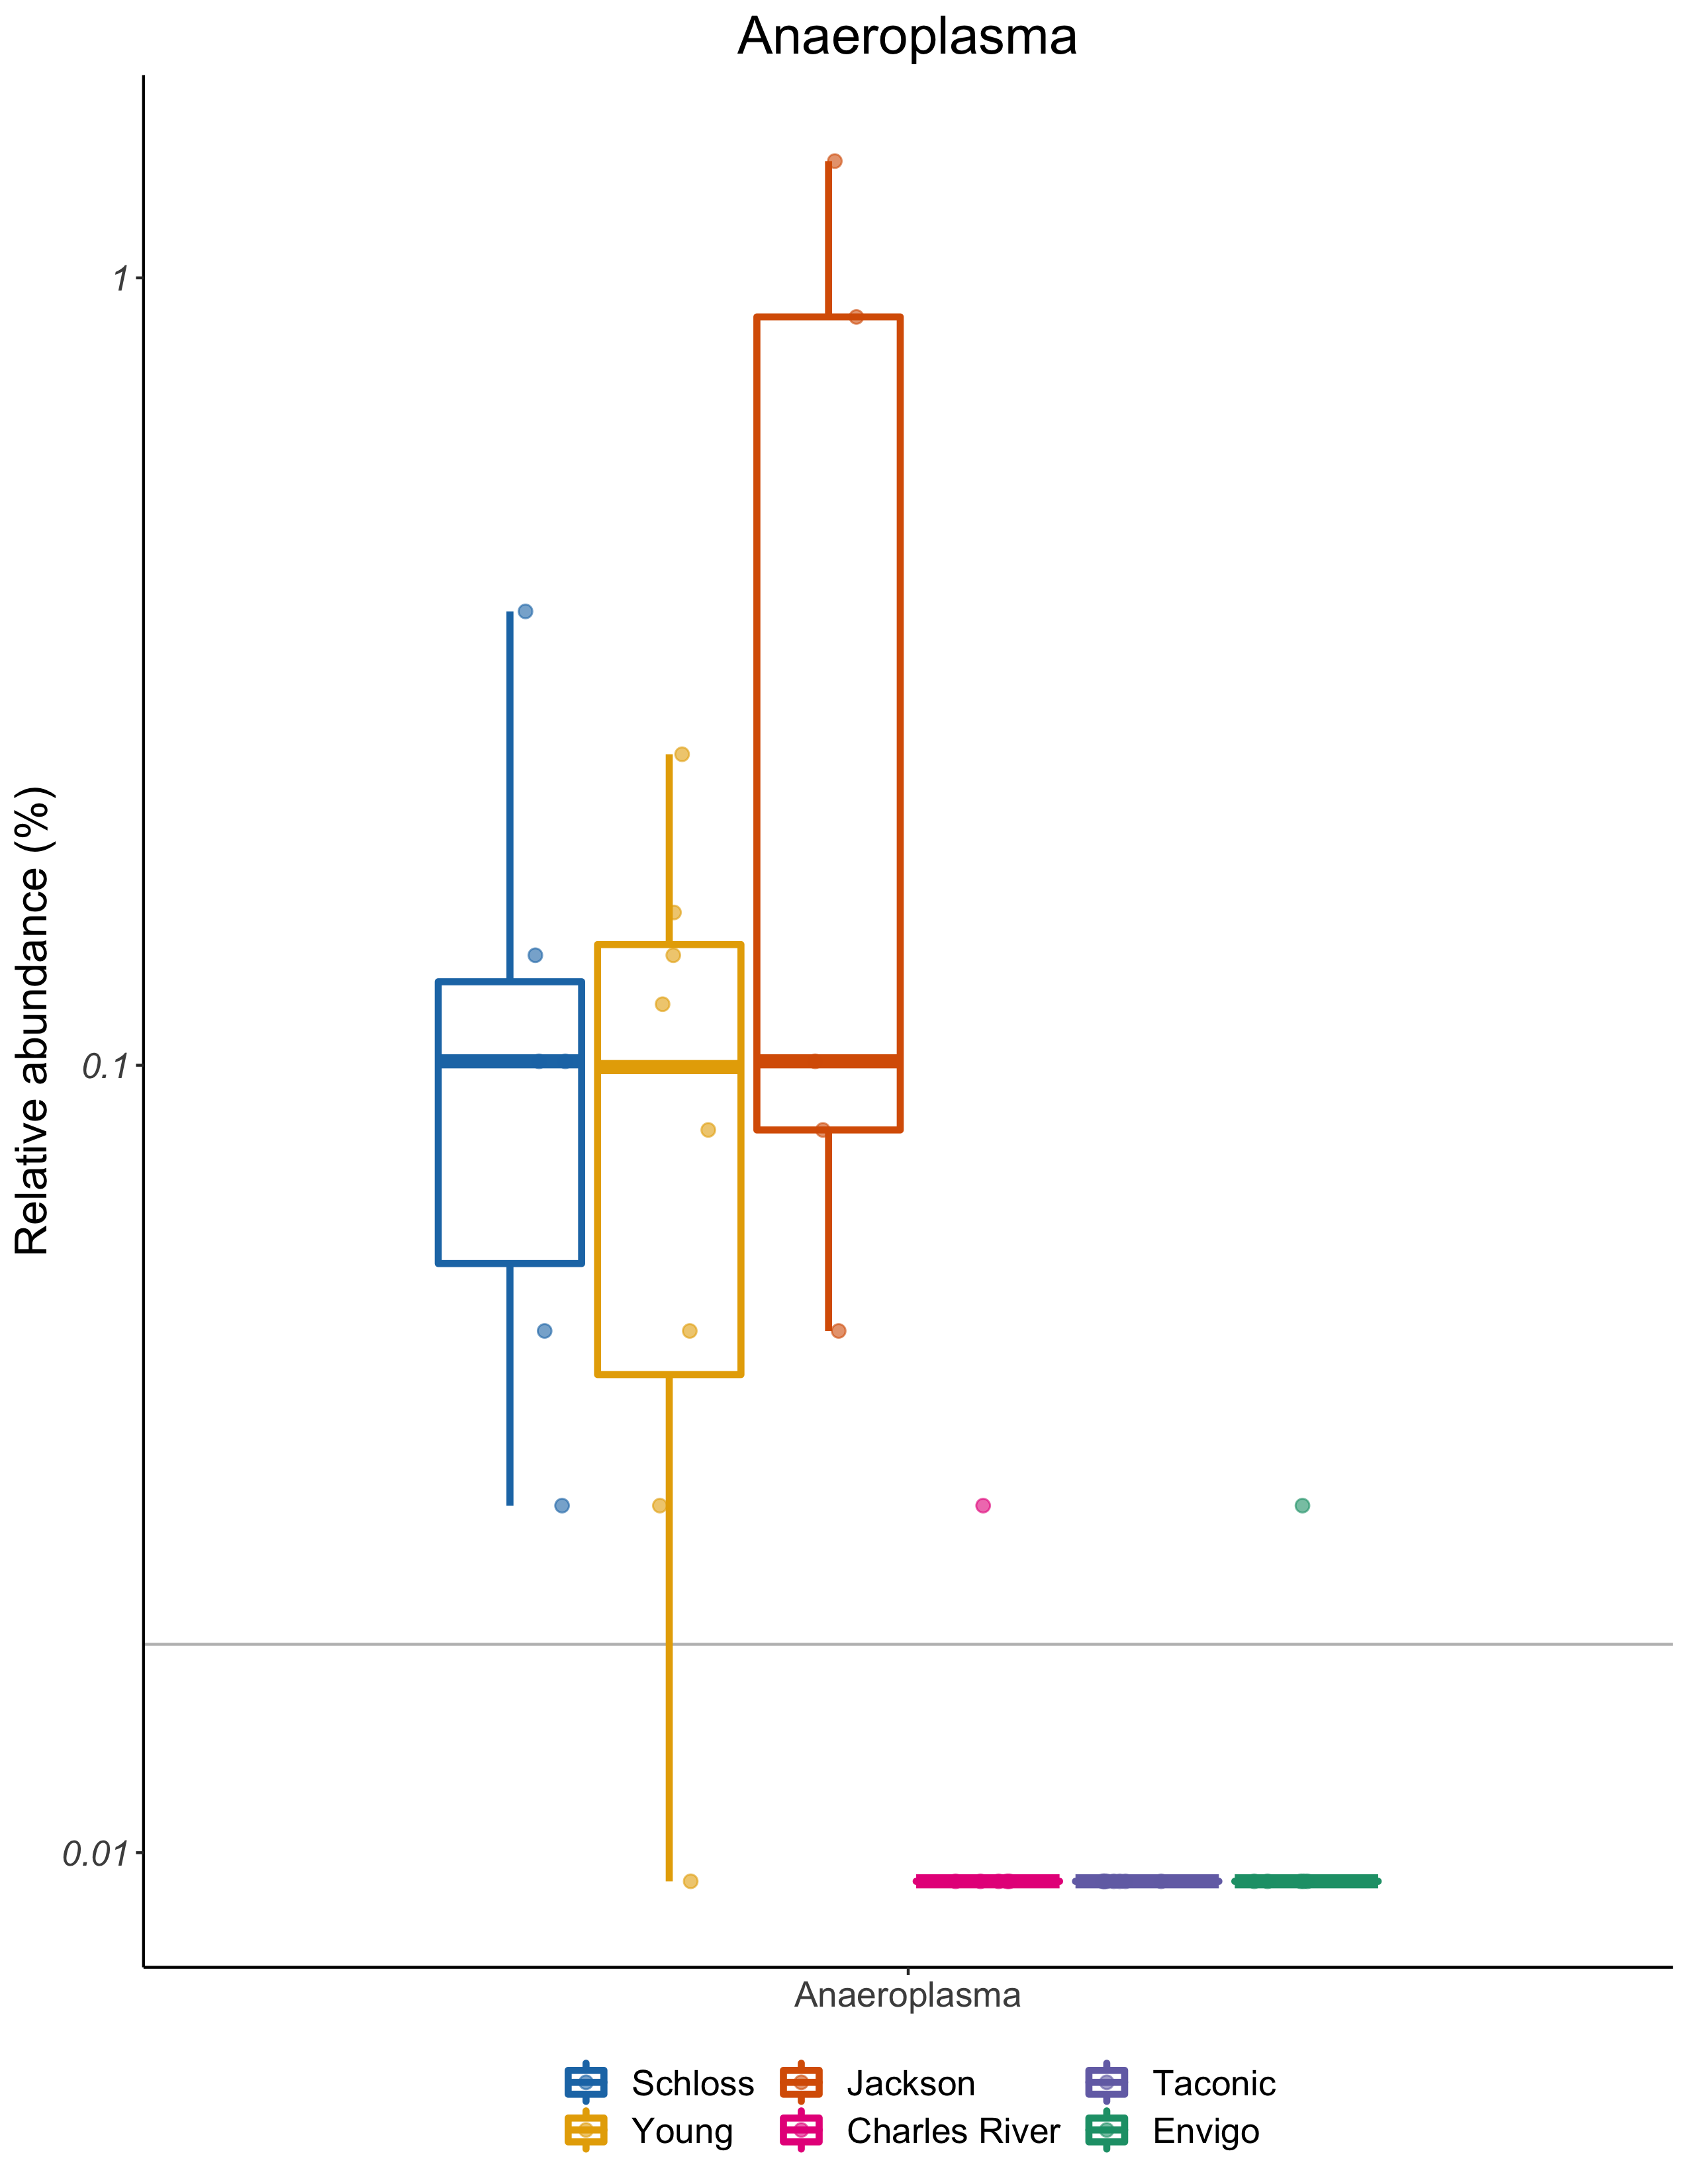 Anaeroplasma
Relative abundance (%)
1
0.1
0.01
Anaeroplasma
Schloss
Jackson
Taconic
Young
Charles River
Envigo